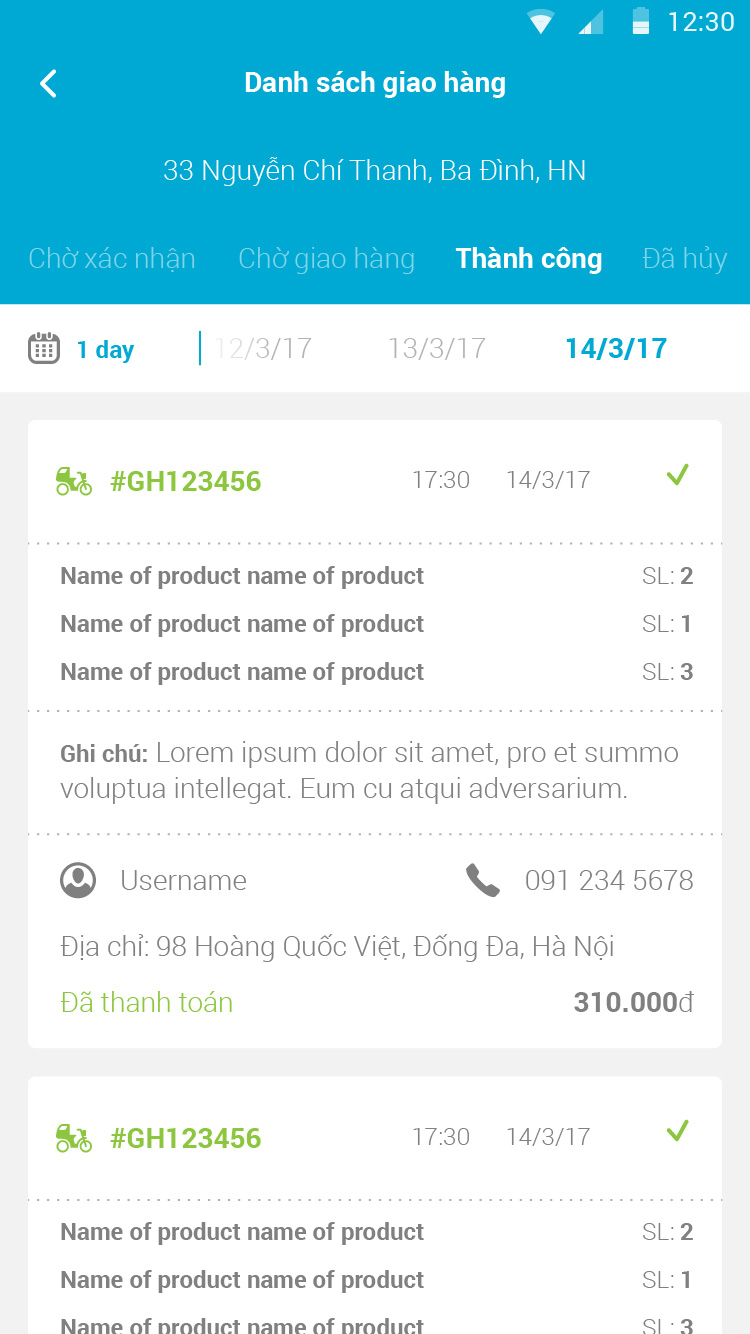 12:30
Danh sách giao hàng
33 Nguyễn Chí Thanh, Ba Đình, HN
Chờ xác nhận Chờ giao hàng Thành công Đã hủy
1 day 12/3/17 13/3/17 14/3/17
#GH123456 17:30 14/3/17
Name of product name of product SL: 2
Name of product name of product SL: 1
Name of product name of product SL: 3
Ghi chú: Lorem ipsum dolor sit amet, pro et summo
voluptua intellegat. Eum cu atqui adversarium.
Username 091 234 5678
Địa chỉ: 98 Hoàng Quốc Việt, Đống Đa, Hà Nội
Đã thanh toán 310.000đ
#GH123456 17:30 14/3/17
Name of product name of product SL: 2
Name of product name of product SL: 1
Name of product name of product SL: 3